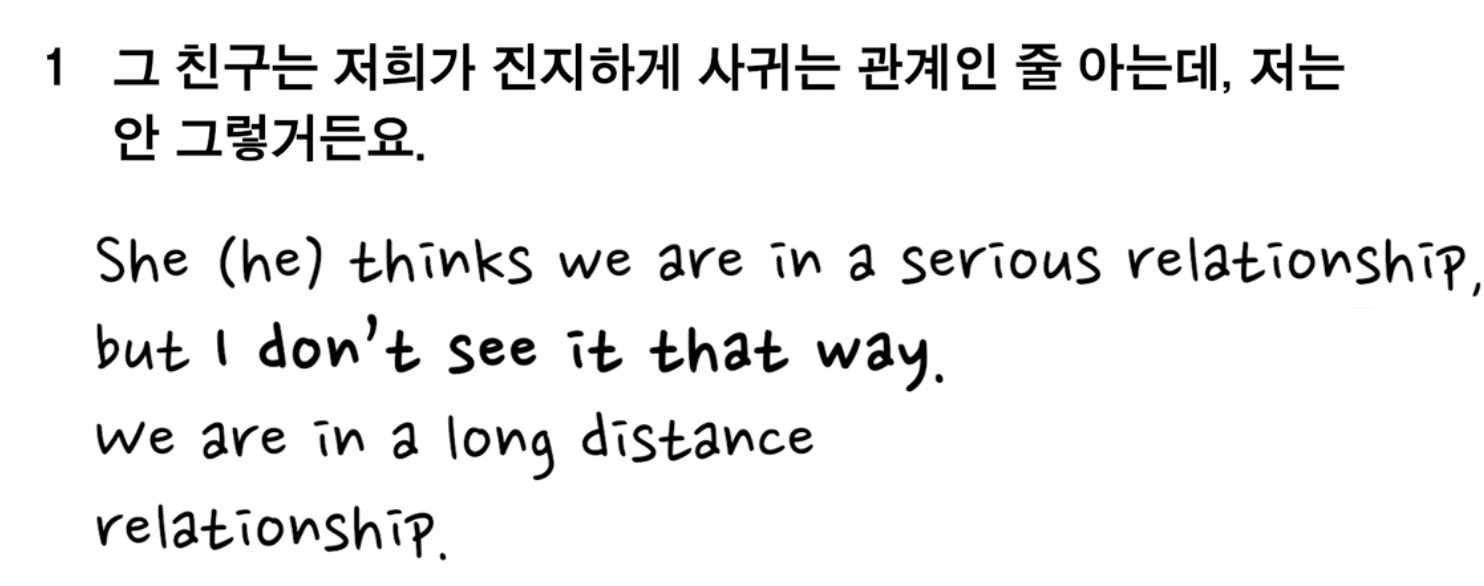 1 그 친구는 저희가 진지하게 사귀는 관계인 줄 아는데, 저는
안 그렇거든요.
She (he) thinks we are in a serious relationship,
but I don't see it that way.
We are in a long distance
relationship.